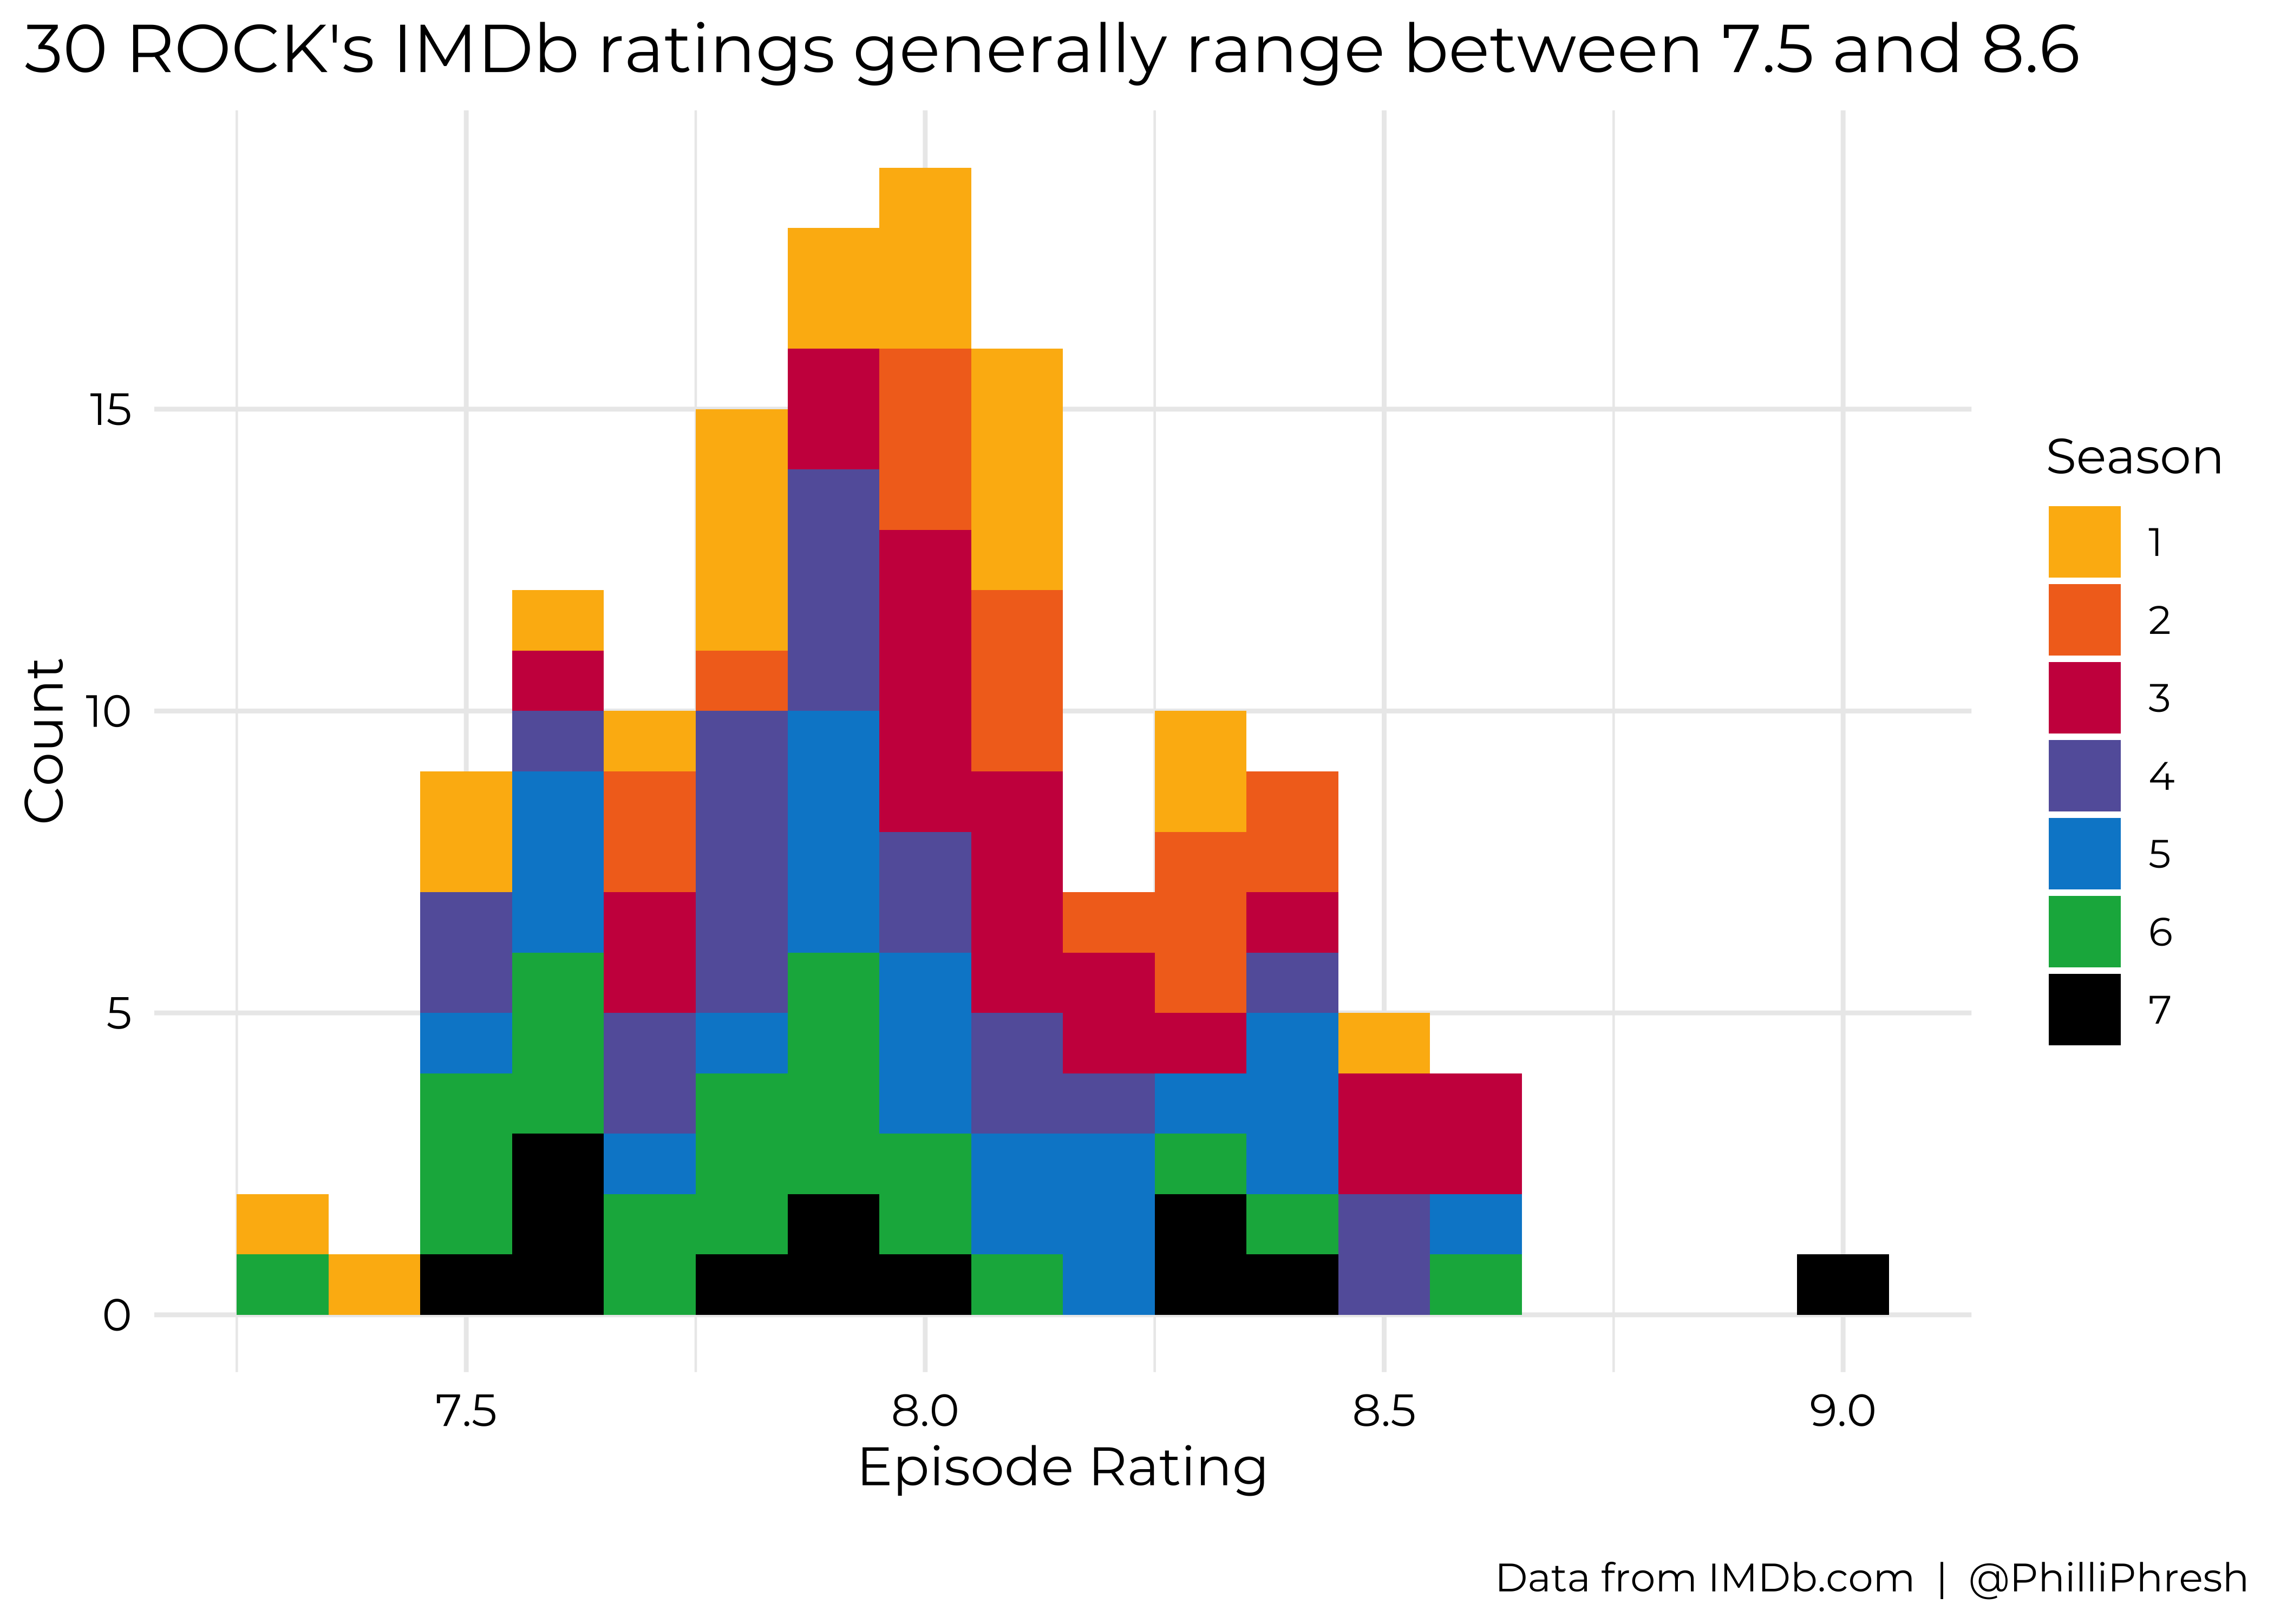 30 ROCK's IMDb ratings generally range between 7.5 and 8.6
15
10
5
0
Count
7.5 8.0 8.5 9.0
Episode Rating
Season
1
2
3
4
5
6
7
Data from IMDb.com | @PhilliPhresh